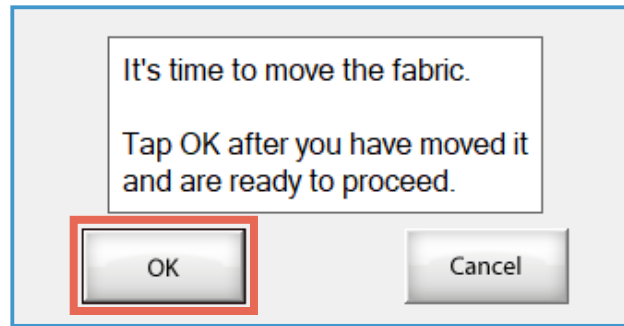 It's time to move the fabric.
Tap OK after you have moved it
and are ready to proceed.
OK
Cancel